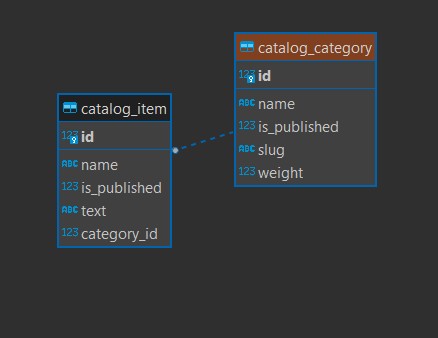 catalog_category
123 id
ABC name
123 is_published
ABC slug
123 weight
catalog_item
123 id
ABC name
123 is_published
ABC text
123 category_id